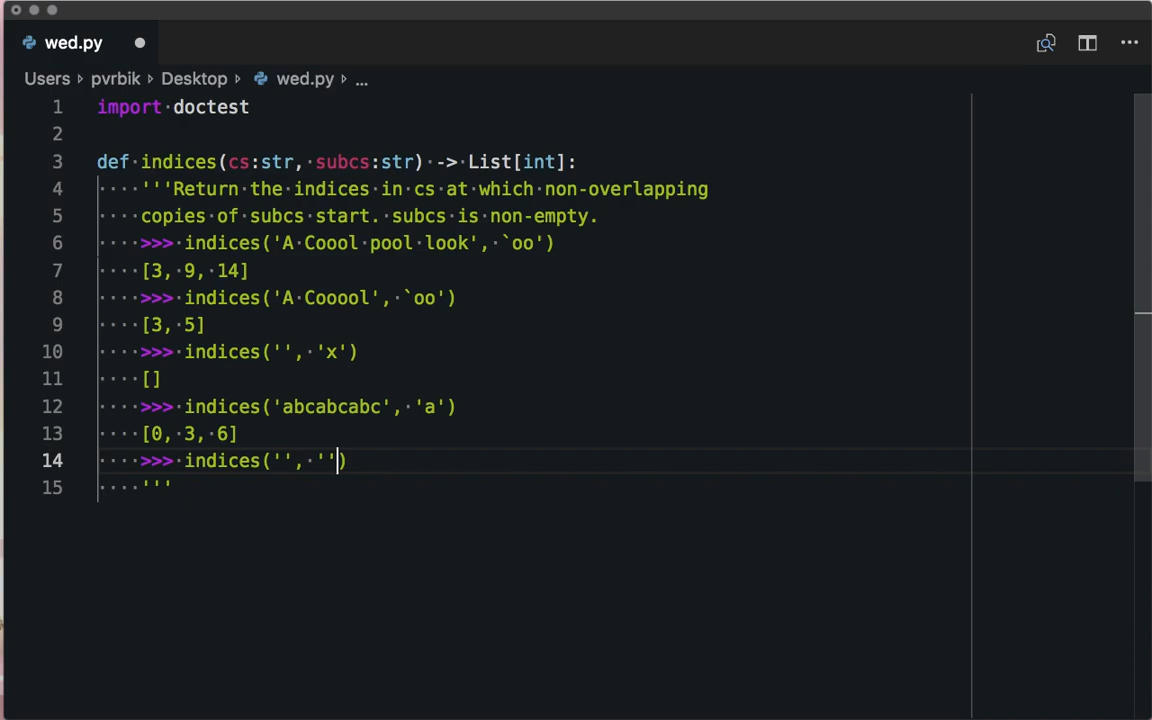 wed.py
Users Desktop pvrbik wed.py ...
1 import doctest
2
3 def indices(cs:str, subcs:str) -> List[int]:
4 '''Return the indices in cs at which non-overlapping
5 copies of subcs start. subcs is non-empty.
6 >>> indices('A Coool pool look', `oo')
7 [3, 9, 14]
8 >>> indices('A Cooool', `oo')
9 [3, 5]
10 >>> indices('', 'x')
11 []
12 >>> indices('abcabcabc', 'a')
13 [0, 3, 6]
14 >>> indices('', '')
15 '''